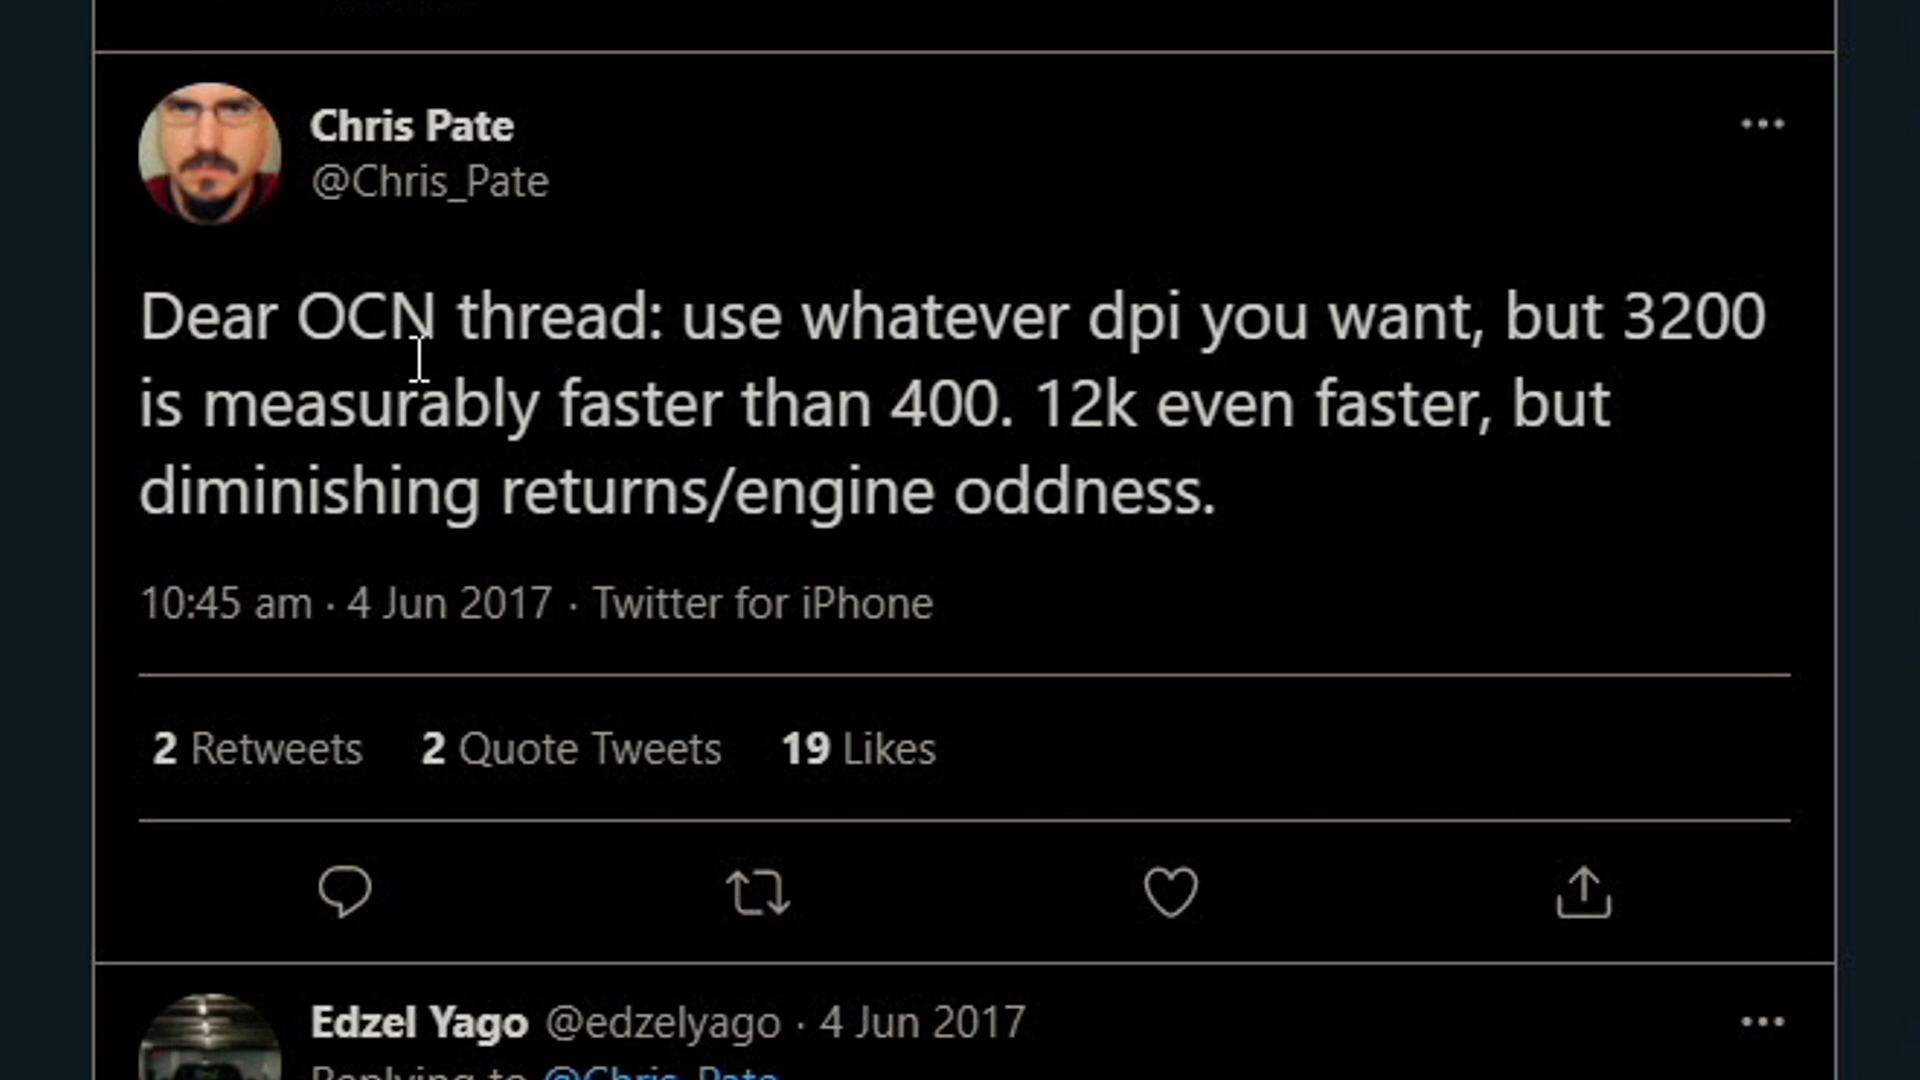 Chris Pate
@Chris_Pate
Dear OCN thread: use whatever dpi you want, but 3200
is measurably faster than 400. 12k even faster, but
diminishing returns/engine oddness.
10:45 am · 4 Jun 2017 · Twitter for iPhone
2 Retweets 2 Quote Tweets 19 Likes
Edzel Yago @edzelyago · 4 Jun 2017
Replying to @Chris_Pate